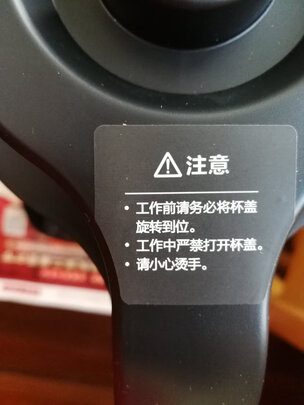 注意
• 工作前请务必将杯盖
旋转到位。
• 工作中严禁打开杯盖。
• 请小心烫手。